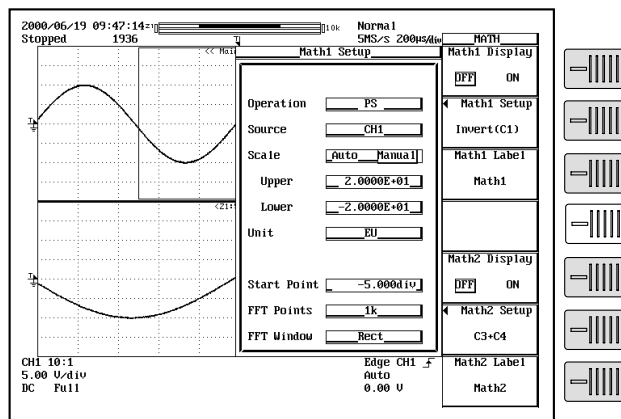 2000/06/19 09:47:14 Z1 10k Normal
Stopped 1936 5MS/s 200µs/div
<< Mai
T
<Z1:
T
Math1 Setup
Operation PS
Source CH1
Scale Auto Manual
Upper 2.0000E+01
Lower -2.0000E+01
Unit EU
Start Point -5.000div
FFT Points 1k
FFT Window Rect
MATH
Math1 Display
OFF ON
Math1 Setup
Invert(C1)
Math1 Label
Math1
Math2 Display
OFF ON
Math2 Setup
C3+C4
Math2 Label
Math2
CH1 10:1
5.00 V/div
DC Full
Edge CH1
Auto
0.00 V